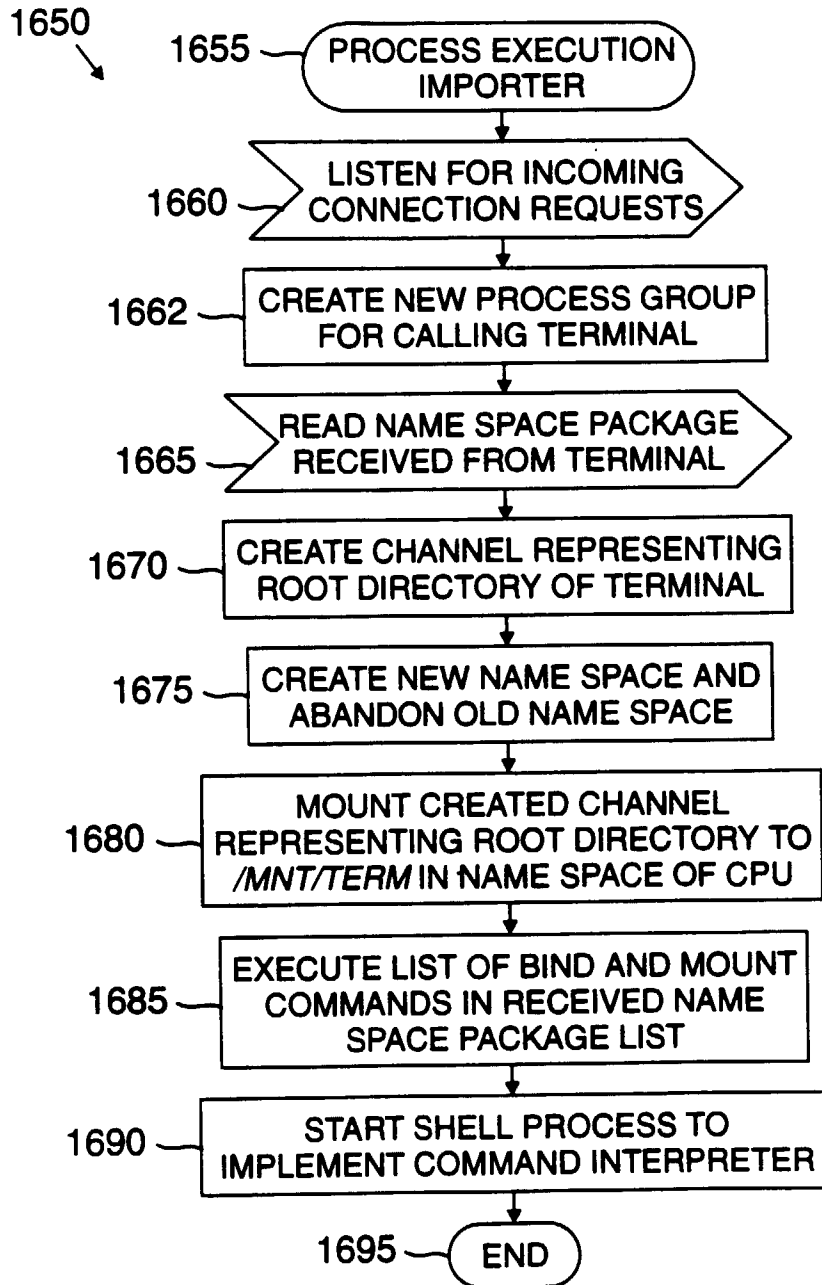 1650
1655
PROCESS EXECUTION
IMPORTER
LISTEN FOR INCOMING
1660
CONNECTION REQUESTS
CREATE NEW PROCESS GROUP
1662
FOR CALLING TERMINAL
READ NAME SPACE PACKAGE
1665
RECEIVED FROM TERMINAL
CREATE CHANNEL REPRESENTING
1670
ROOT DIRECTORY OF TERMINAL
CREATE NEW NAME SPACE AND
1675
ABANDON OLD NAME SPACE
MOUNT CREATED CHANNEL
1680
REPRESENTING ROOT DIRECTORY TO
/MNT/TERM IN NAME SPACE OF CPU
EXECUTE LIST OF BIND AND MOUNT
1685
COMMANDS IN RECEIVED NAME
SPACE PACKAGE LIST
START SHELL PROCESS TO
1690
IMPLEMENT COMMAND INTERPRETER
1695
END